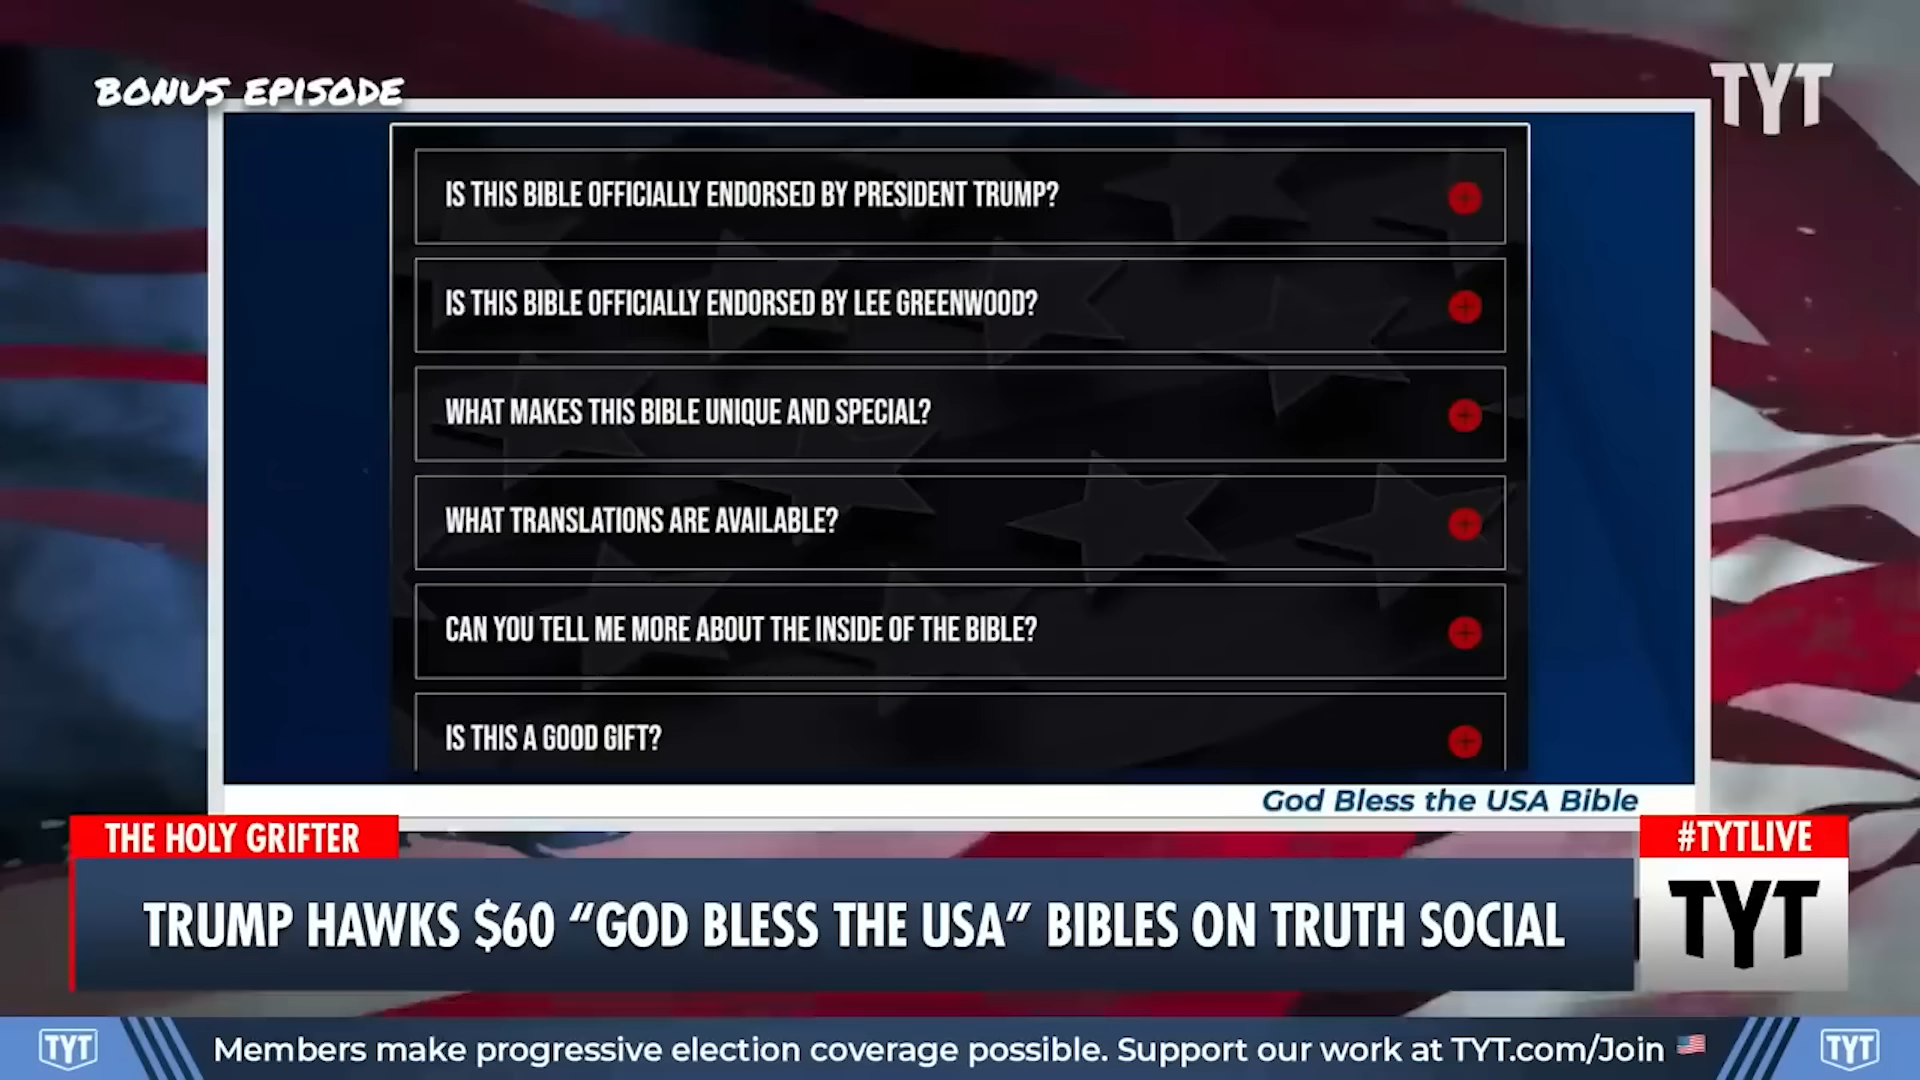 BONUS EPISODE
TYT
IS THIS BIBLE OFFICIALLY ENDORSED BY PRESIDENT TRUMP?
IS THIS BIBLE OFFICIALLY ENDORSED BY LEE GREENWOOD?
WHAT MAKES THIS BIBLE UNIQUE AND SPECIAL?
WHAT TRANSLATIONS ARE AVAILABLE?
CAN YOU TELL ME MORE ABOUT THE INSIDE OF THE BIBLE?
IS THIS A GOOD GIFT?
God Bless the USA Bible
THE HOLY GRIFTER
#TYTLIVE
TRUMP HAWKS $60 “GOD BLESS THE USA” BIBLES ON TRUTH SOCIAL
TYT
TYT
Members make progressive election coverage possible. Support our work at TYT.com/Join
TYT